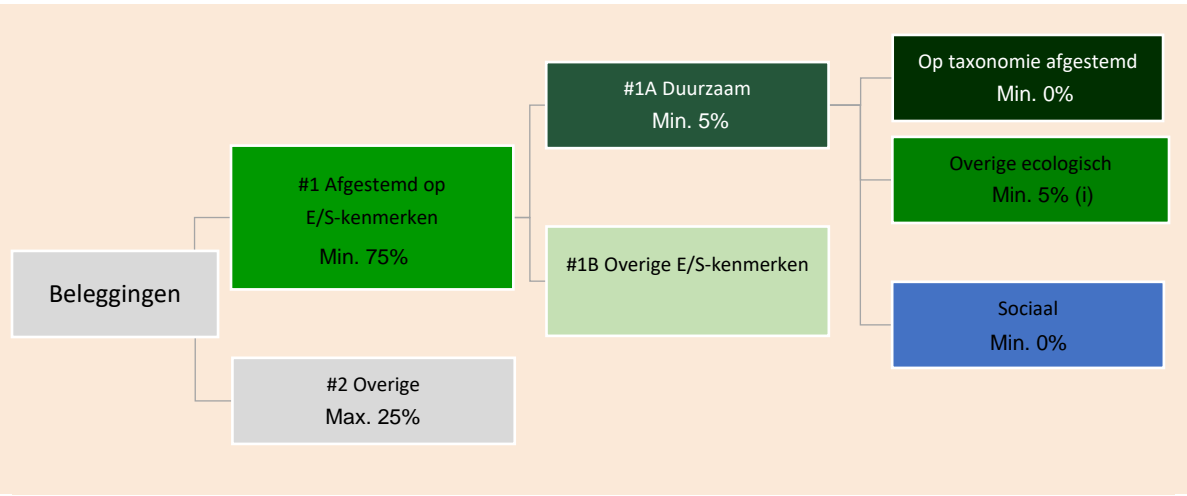 Beleggingen
#1 Afgestemd op
E/S-kenmerken
Min. 75%
#2 Overige
Max. 25%
#1A Duurzaam
Min. 5%
#1B Overige E/S-kenmerken
Op taxonomie afgestemd
Min. 0%
Overige ecologisch
Min. 5% (i)
Sociaal
Min. 0%